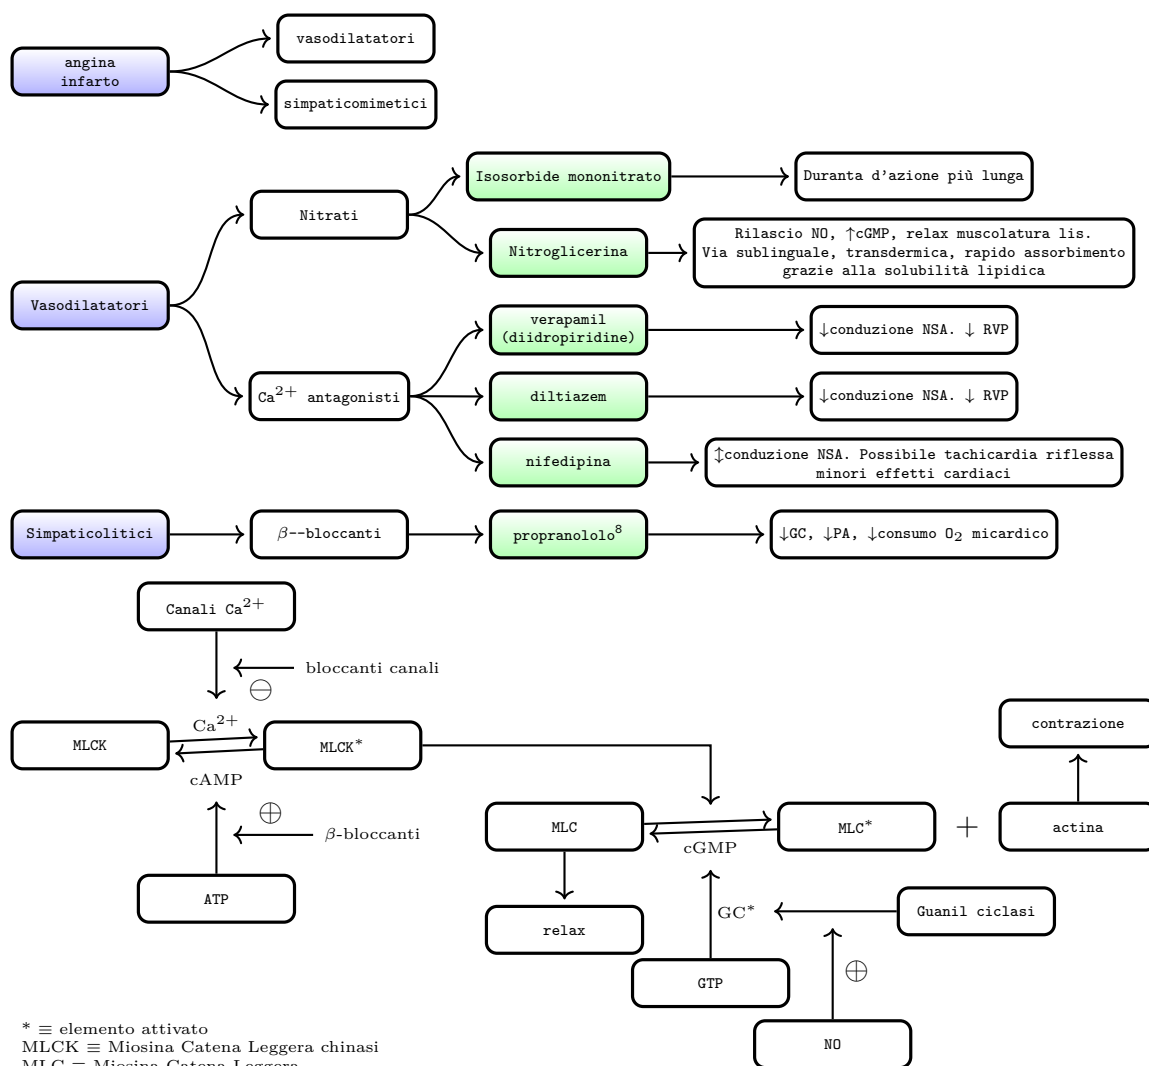 angina
infarto
vasodilatatori
simpaticomimetici
Vasodilatatori
Nitrati
Isosorbide mononitrato
Duranta d'azione più lunga
Nitroglicerina
Rilascio NO, ↑cGMP, relax muscolatura lis.
Via sublinguale, transdermica, rapido assorbimento
grazie alla solubilità lipidica
Ca²⁺ antagonisti
verapamil
(diidropiridine)
↓conduzione NSA. ↓ RVP
diltiazem
↓conduzione NSA. ↓ RVP
nifedipina
↕conduzione NSA. Possibile tachicardia riflessa
minori effetti cardiaci
Simpaticolitici
β--bloccanti
propranololo⁸
↓GC, ↓PA, ↓consumo O₂ micardico
Canali Ca²⁺
bloccanti canali
⊖
MLCK
Ca²⁺
MLCK*
cAMP
⊕
β-bloccanti
ATP
contrazione
MLC
MLC*
+
actina
cGMP
relax
GC*
Guanil ciclasi
GTP
⊕
NO
* ≡ elemento attivato
MLCK ≡ Miosina Catena Leggera chinasi
MLC ≡ Miosina Catena Leggera